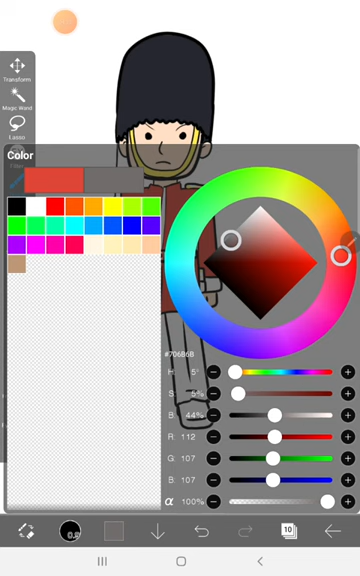 Transform
Magic Wand
Lasso
Color
#706B6B
H: 5°
S: 5%
B: 44%
R: 112
G: 107
B: 107
α 100%
10